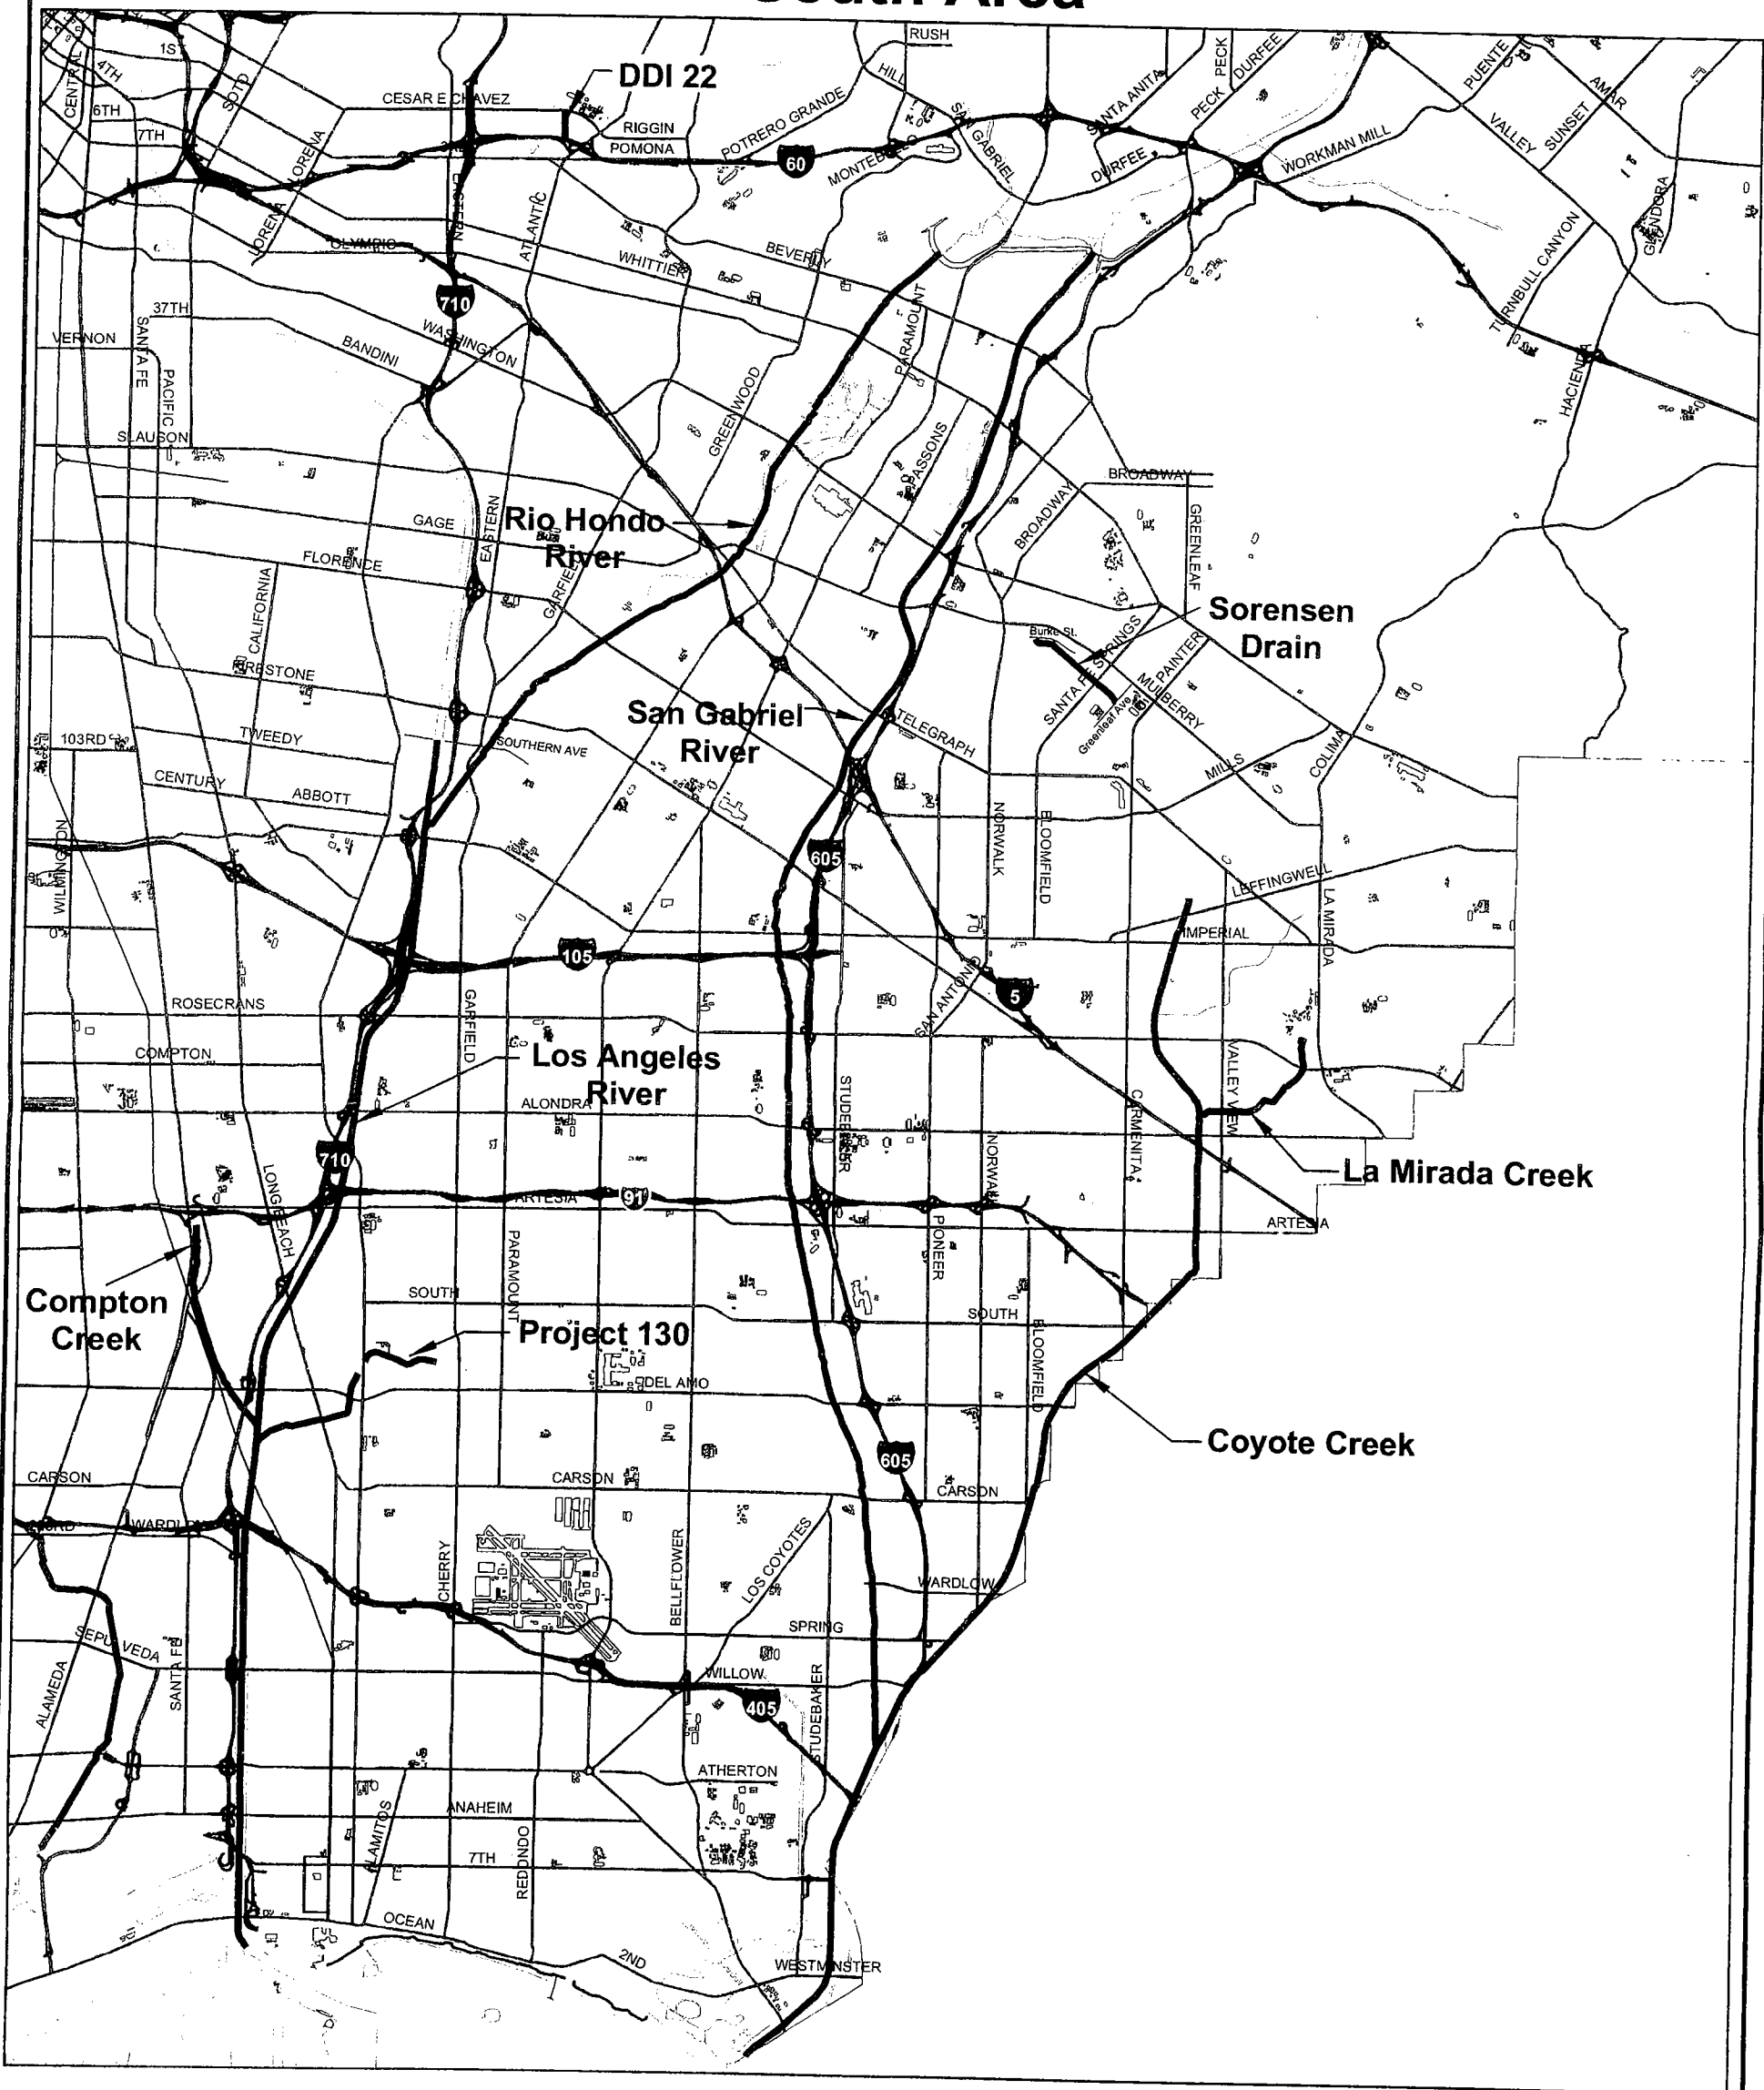 South Area
RUSH
PECK
DURFEE
PUENTE
AMAR
1ST
4TH
CENTRAL
SOTO
DDI 22
HILL
SANTA ANITA
PECK
6TH
7TH
CESAR E CHAVEZ
RIGGIN
POMONA
POTRERO GRANDE
SAN GABRIEL
VALLEY
SUNSET
60
MONTEBELLO
DURFEE
WORKMAN MILL
LORENA
LORENA
EASTERN
ATLANTIC
OLYMPIC
WHITTIER
BEVERLY
TURNBULL CANYON
GLENDORA
710
37TH
VERNON
SANTA FE
BANDINI
WASHINGTON
PARAMOUNT
PACIFIC
GREENWOOD
HACIENDA
SLAUSON
PASSONS
BROADWAY
BROADWAY
GREENLEAF
GAGE
EASTERN
Rio Hondo
River
FLORENCE
GARFIELD
CALIFORNIA
Sorensen
Drain
Burke St.
SANTA FE SPRINGS
PAINTER
MULBERRY
Greenleaf Ave
FIRESTONE
San Gabriel
River
TELEGRAPH
103RD
TWEEDY
SOUTHERN AVE
CENTURY
ABBOTT
MILLS
COLIMA
NORWALK
BLOOMFIELD
WILMINGTON
605
LEFFINGWELL
LA MIRADA
IMPERIAL
105
5
SAN ANTONIO
ROSECRANS
GARFIELD
COMPTON
Los Angeles
River
VALLEY VIEW
ALONDRA
STUDEBAKER
CARMENITA
NORWALK
La Mirada Creek
710
LONG BEACH
ARTESIA
91
ARTESIA
PIONEER
PARAMOUNT
Compton
Creek
SOUTH
SOUTH
Project 130
BLOOMFIELD
DEL AMO
Coyote Creek
605
CARSON
CARSON
CARSON
WARDLOW
CHERRY
BELLFLOWER
LOS COYOTES
WARDLOW
SPRING
SEPULVEDA
SANTA FE
ALAMEDA
WILLOW
405
STUDEBAKER
ATHERTON
ANAHEIM
ALAMITOS
REDONDO
7TH
OCEAN
2ND
WESTMINSTER